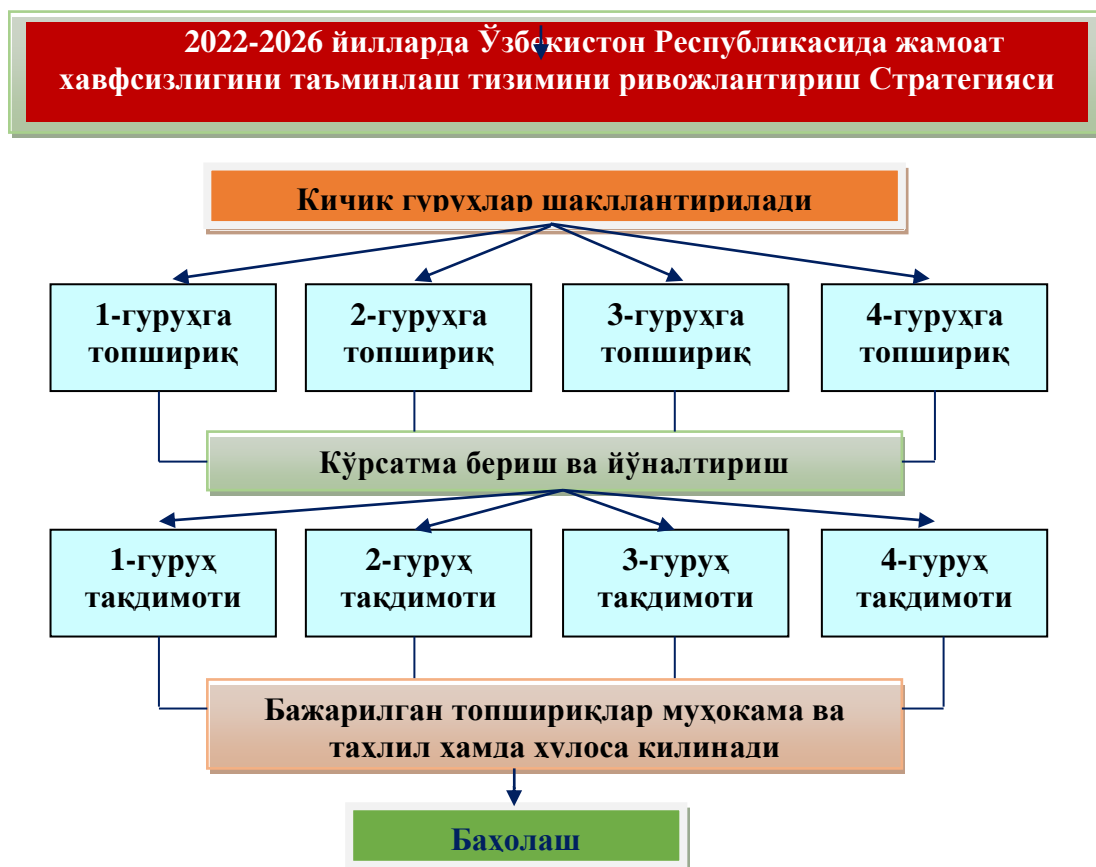 2022-2026 йилларда Ўзбекистон Республикасида жамоат
хавфсизлигини таъминлаш тизимини ривожлантириш Стратегияси
Кичик гуруҳлар шакллантирилади
1-гуруҳга
топшириқ
2-гуруҳга
топшириқ
3-гуруҳга
топшириқ
4-гуруҳга
топшириқ
Кўрсатма бериш ва йўналтириш
1-гуруҳ
тақдимоти
2-гуруҳ
тақдимоти
3-гуруҳ
тақдимоти
4-гуруҳ
тақдимоти
Бажарилган топшириқлар муҳокама ва
таҳлил ҳамда хулоса қилинади
Баҳолаш